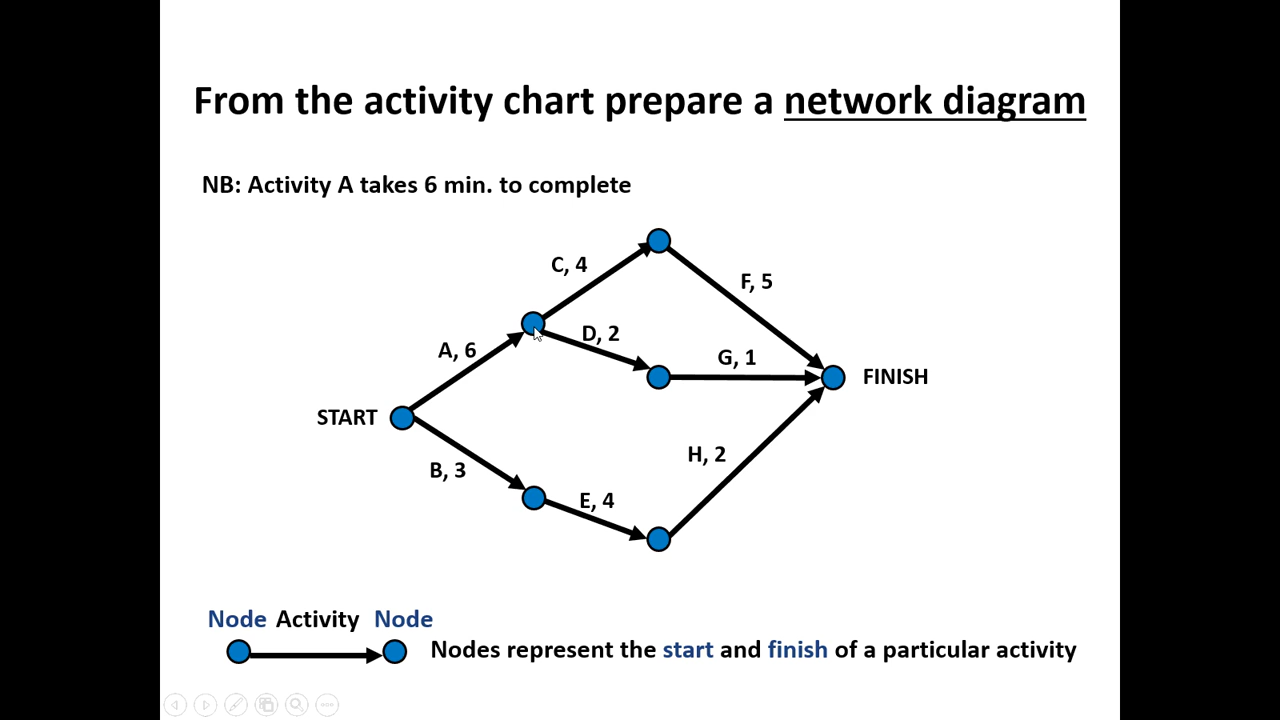 From the activity chart prepare a network diagram
NB: Activity A takes 6 min. to complete
C, 4
F, 5
D, 2
A, 6
G, 1
FINISH
START
H, 2
B, 3
E, 4
Node Activity Node
Nodes represent the start and finish of a particular activity